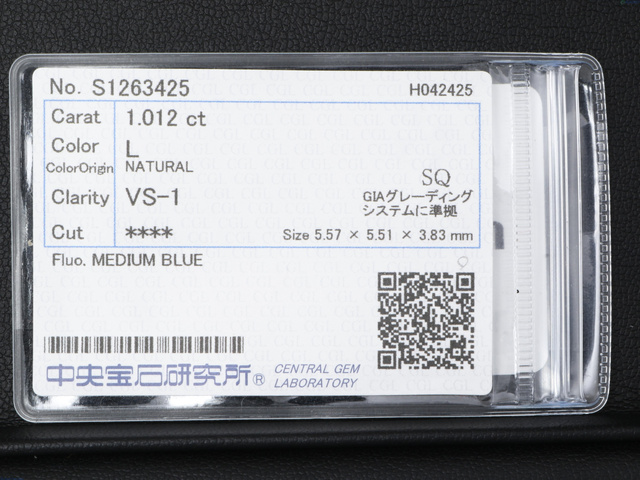 No. S1263425 H042425
Carat 1.012 ct
Color L
ColorOrigin NATURAL
Clarity VS-1
SQ
GIAグレーディング
システムに準拠
Cut ****
Size 5.57 × 5.51 × 3.83 mm
Fluo. MEDIUM BLUE
中央宝石研究所®
CENTRAL GEM
LABORATORY